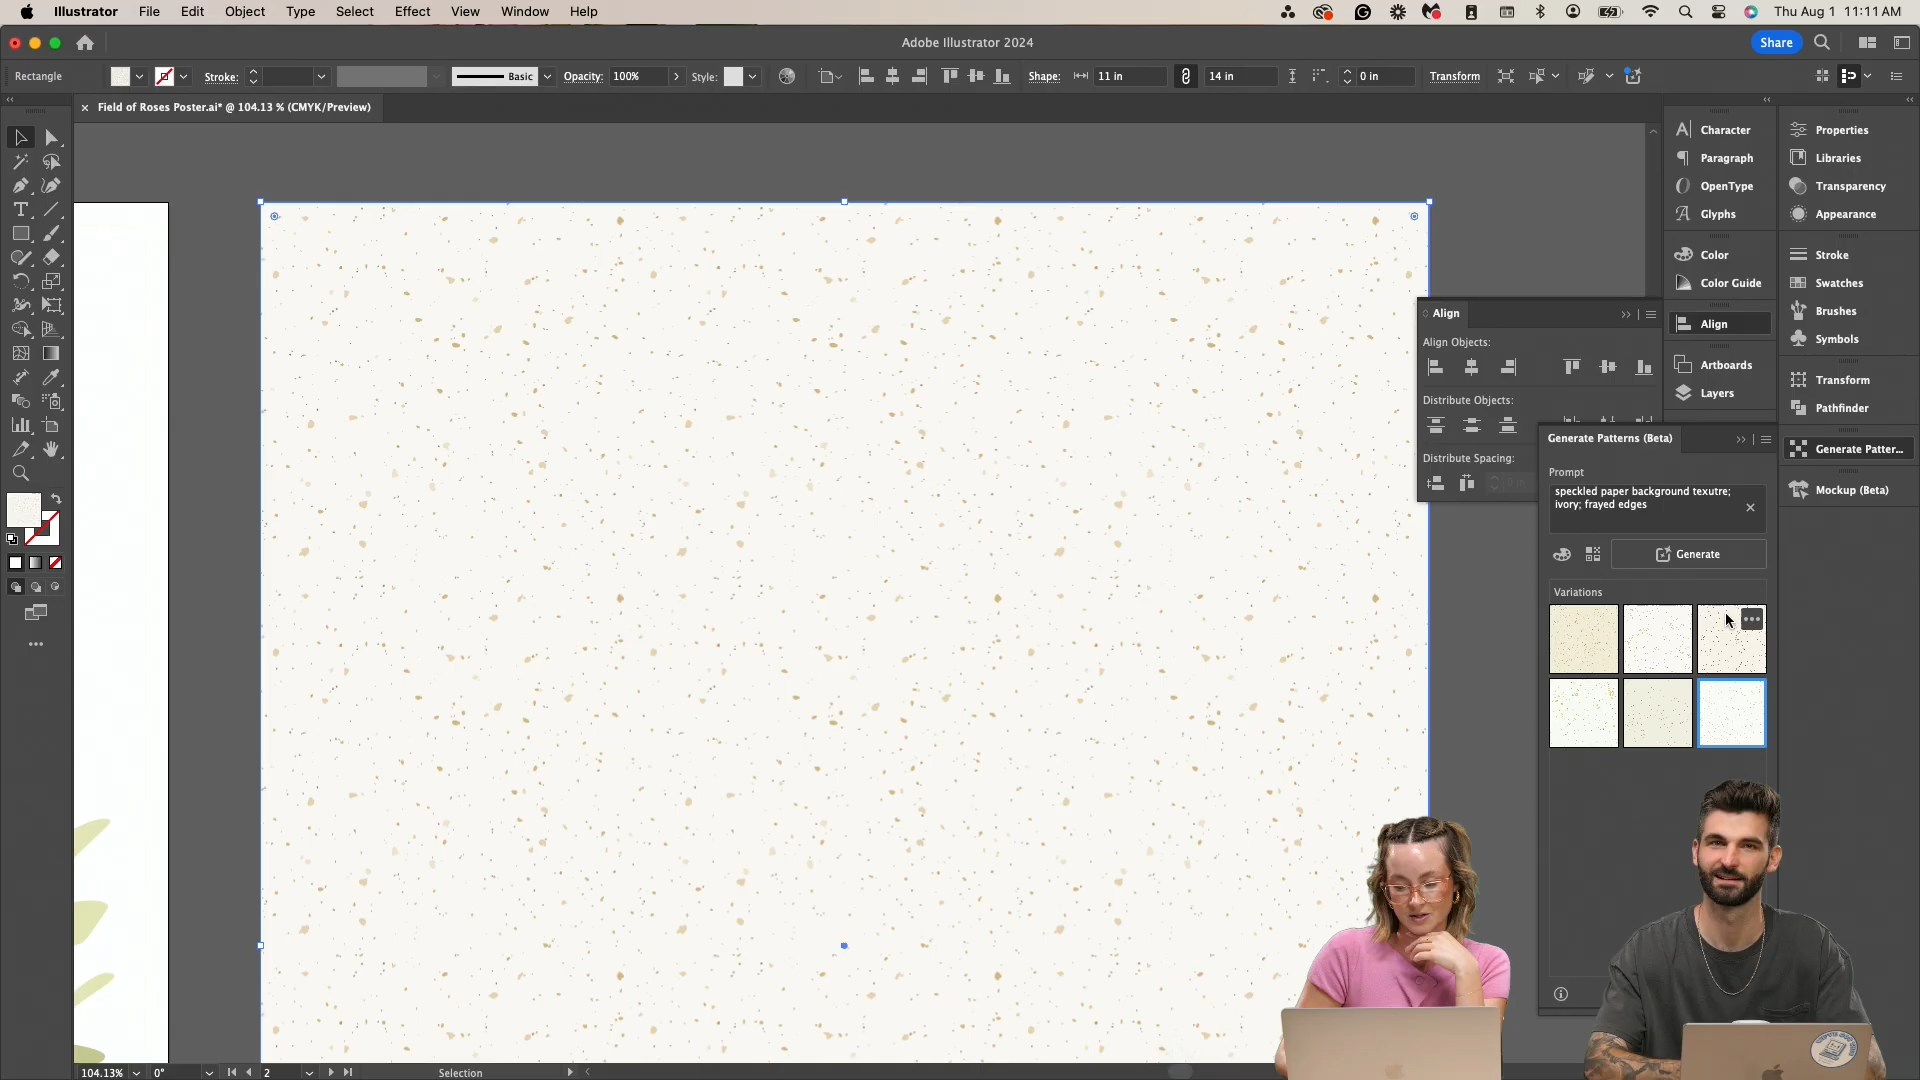 Illustrator File Edit Object Type Select Effect View Window Help Thu Aug 1 11:11 AM
Adobe Illustrator 2024
Share
Rectangle Stroke: Basic Opacity: 100% Style: Shape: 11 in 14 in 0 in Transform
Field of Roses Poster.ai* @ 104.13 % (CMYK/Preview)
Character
Paragraph
OpenType
Glyphs
Color
Color Guide
Align
Artboards
Layers
Properties
Libraries
Transparency
Appearance
Stroke
Swatches
Brushes
Symbols
Transform
Pathfinder
Generate Patter...
Mockup (Beta)
Align
Align Objects:
Distribute Objects:
Distribute Spacing:
0 in
Generate Patterns (Beta)
Prompt
speckled paper background texutre;
ivory; frayed edges
Generate
Variations
104.13% 0° 2 Selection